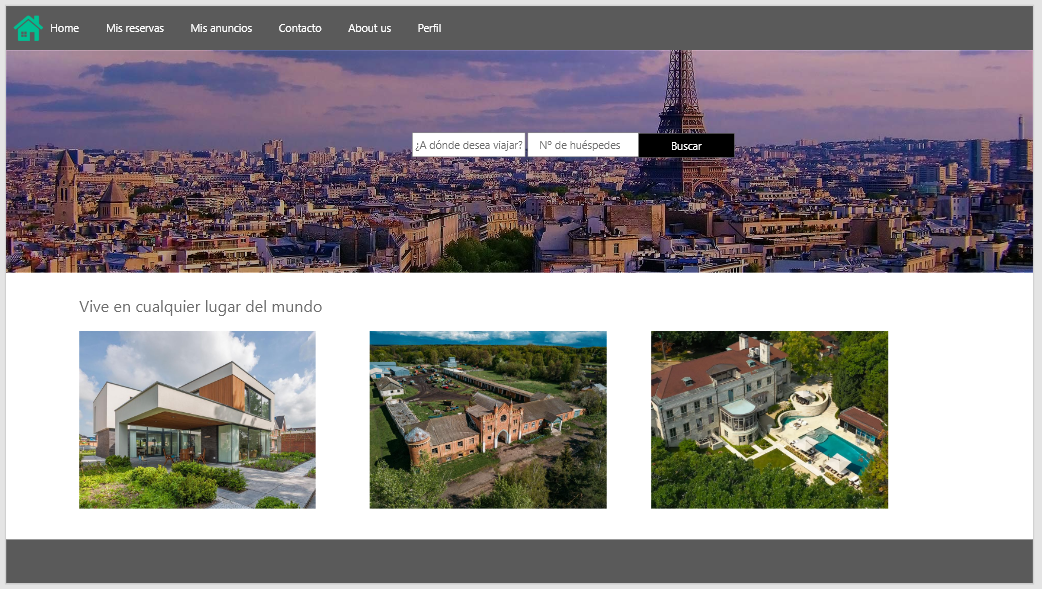 Home Mis reservas Mis anuncios Contacto About us Perfil
¿A dónde desea viajar? Nº de huéspedes Buscar
Vive en cualquier lugar del mundo